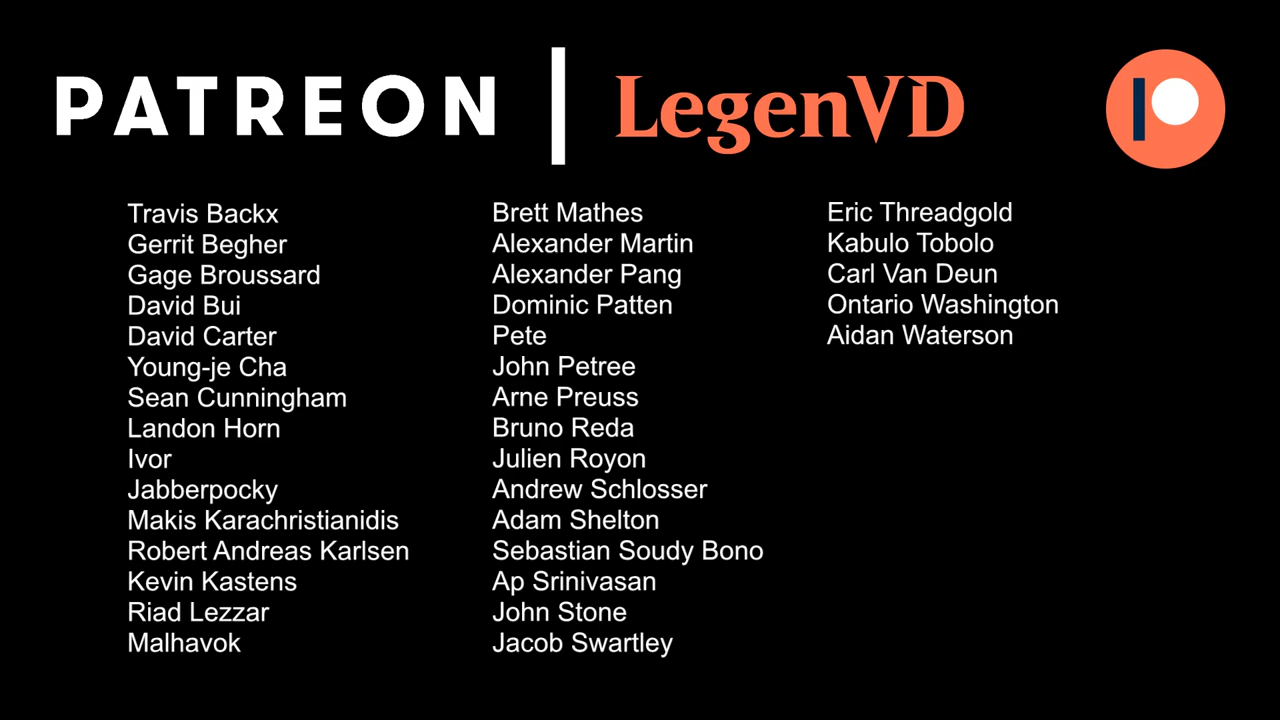 PATREON | LegenVD
Travis Backx
Gerrit Begher
Gage Broussard
David Bui
David Carter
Young-je Cha
Sean Cunningham
Landon Horn
Ivor
Jabberpocky
Makis Karachristianidis
Robert Andreas Karlsen
Kevin Kastens
Riad Lezzar
Malhavok
Brett Mathes
Alexander Martin
Alexander Pang
Dominic Patten
Pete
John Petree
Arne Preuss
Bruno Reda
Julien Royon
Andrew Schlosser
Adam Shelton
Sebastian Soudy Bono
Ap Srinivasan
John Stone
Jacob Swartley
Eric Threadgold
Kabulo Tobolo
Carl Van Deun
Ontario Washington
Aidan Waterson